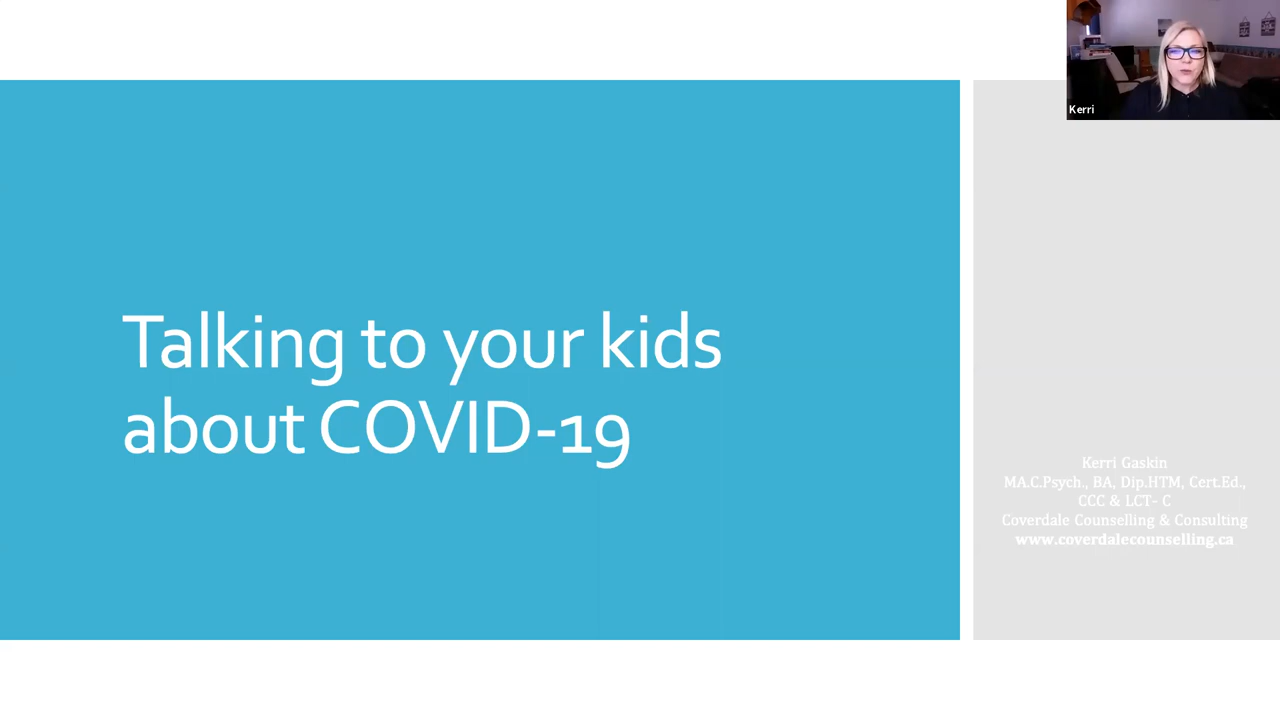 Kerri
Talking to your kids
about COVID-19
Kerri Gaskin
MA.C.Psych., BA, Dip.HTM, Cert.Ed.,
CCC & LCT- C
Coverdale Counselling & Consulting
www.coverdalecounselling.ca